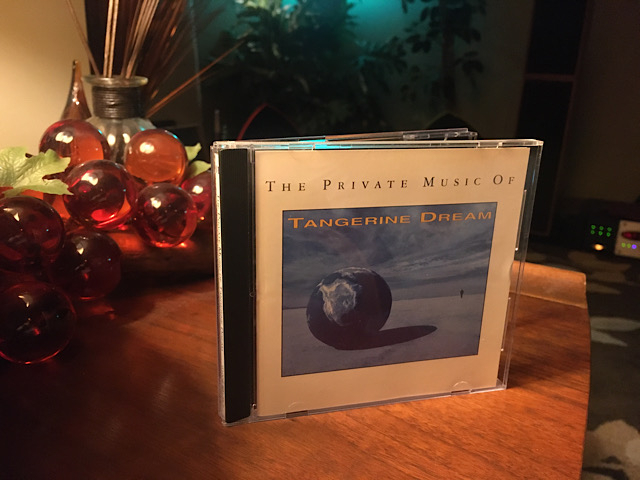 THE PRIVATE MUSIC OF
TANGERINE DREAM